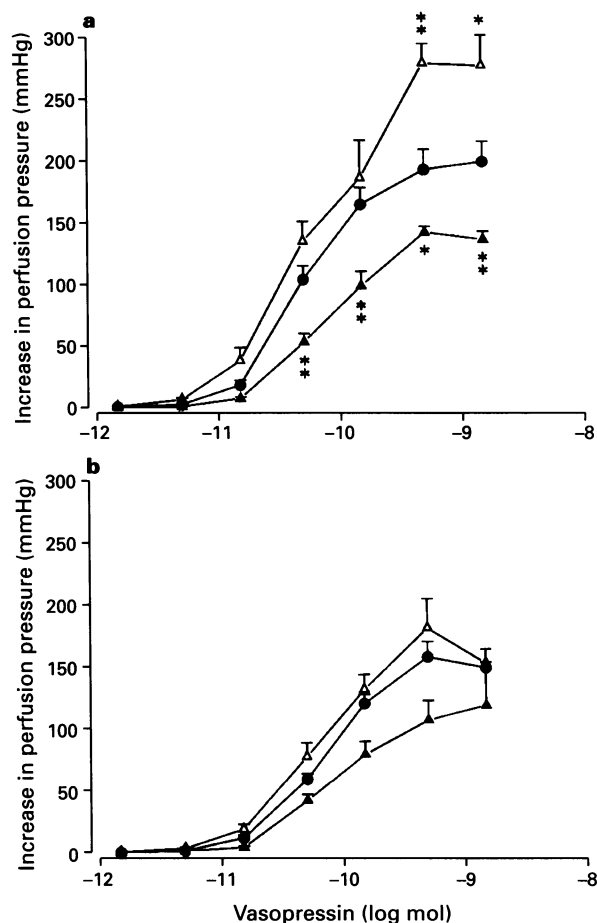 a
Increase in perfusion pressure (mmHg)
300
250
200
150
100
50
0
* * *
* *
* *
* *
* *
−12 −11 −10 −9 −8
b
Increase in perfusion pressure (mmHg)
300
250
200
150
100
50
0
−12 −11 −10 −9 −8
Vasopressin (log mol)